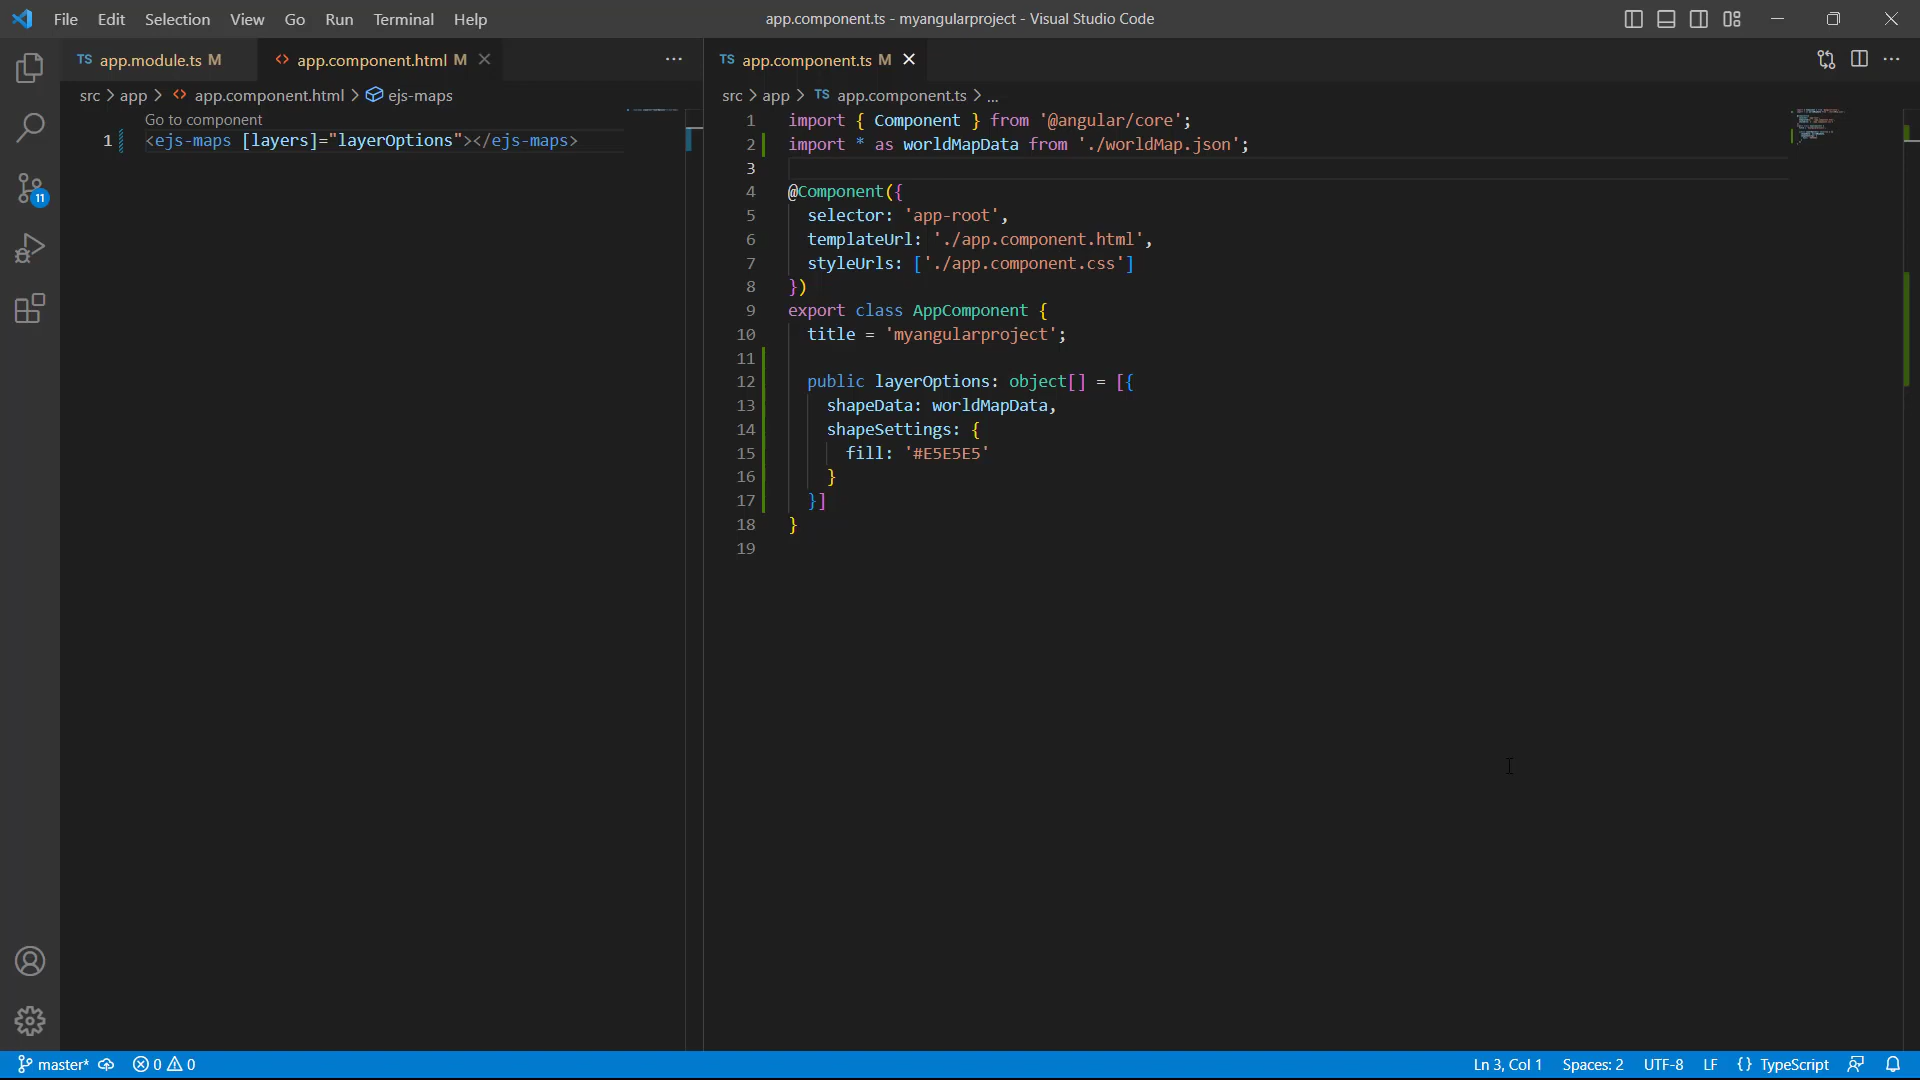 File Edit Selection View Go Run Terminal Help
app.component.ts - myangularproject - Visual Studio Code
TS app.module.ts M
<> app.component.html M
src > app > <> app.component.html > ejs-maps
Go to component
1 <ejs-maps [layers]="layerOptions"></ejs-maps>
11
TS app.component.ts M
src > app > TS app.component.ts > ...
1 import { Component } from '@angular/core';
2 import * as worldMapData from './worldMap.json';
3
4 @Component({
5 selector: 'app-root',
6 templateUrl: './app.component.html',
7 styleUrls: ['./app.component.css']
8 })
9 export class AppComponent {
10 title = 'myangularproject';
11
12 public layerOptions: object[] = [{
13 shapeData: worldMapData,
14 shapeSettings: {
15 fill: '#E5E5E5'
16 }
17 }]
18 }
19
master* 0 0
Ln 3, Col 1 Spaces: 2 UTF-8 LF {} TypeScript